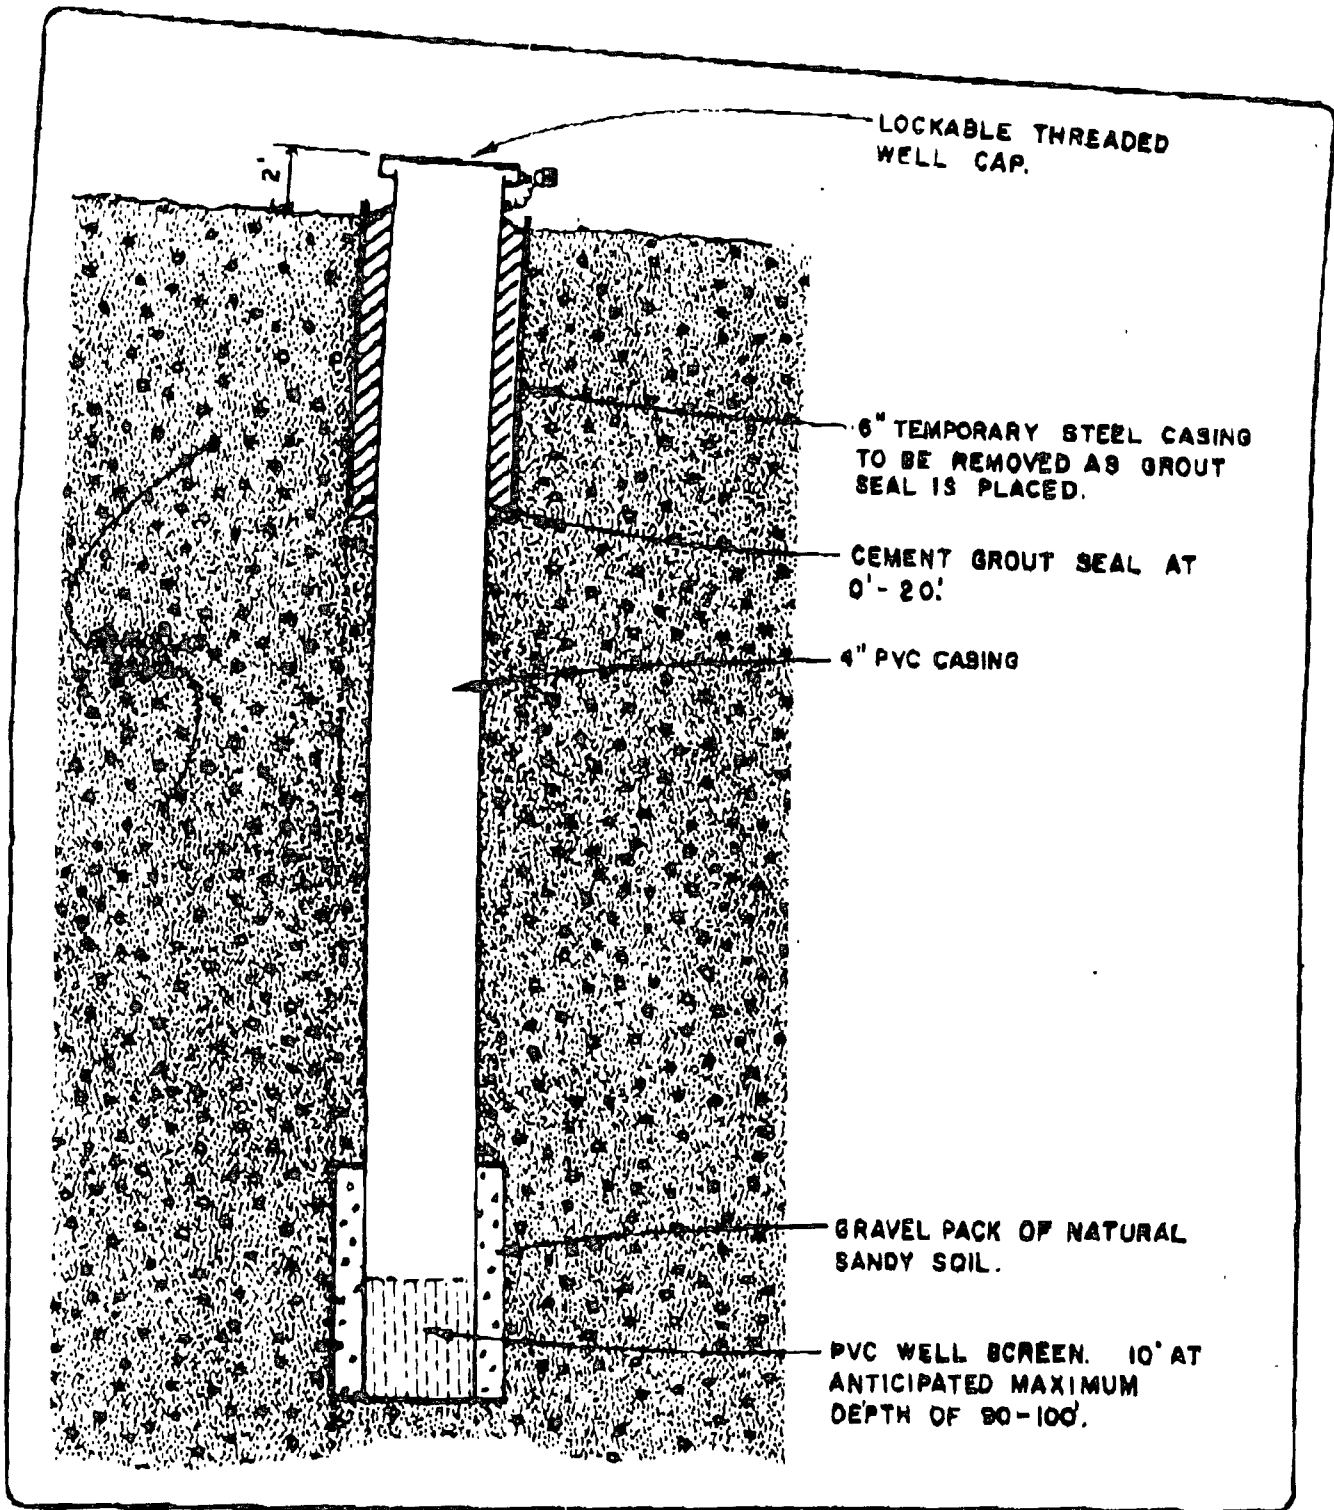 LOCKABLE THREADED
WELL CAP.
2'
6" TEMPORARY STEEL CASING
TO BE REMOVED AS GROUT
SEAL IS PLACED.
CEMENT GROUT SEAL AT
0'-20'.
4" PVC CASING
GRAVEL PACK OF NATURAL
SANDY SOIL.
PVC WELL SCREEN. 10' AT
ANTICIPATED MAXIMUM
DEPTH OF 90-100'.